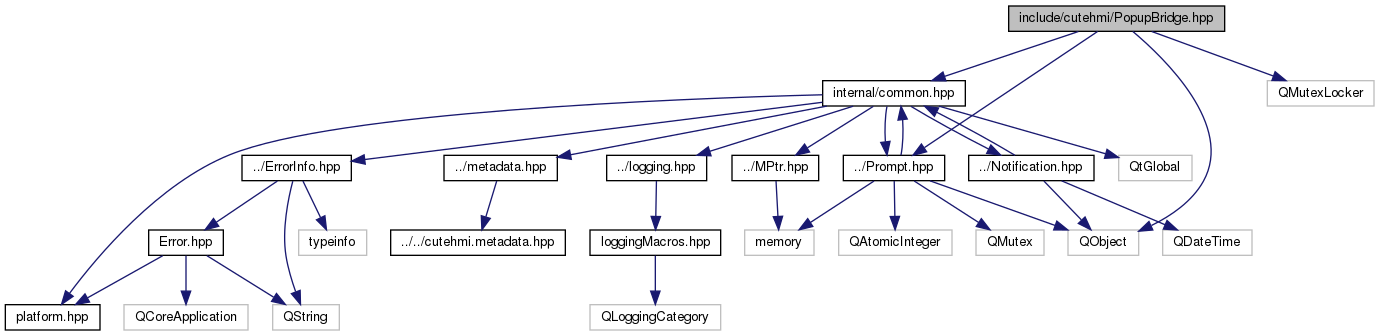 include/cutehmi/PopupBridge.hpp
internal/common.hpp
QMutexLocker
../ErrorInfo.hpp
../metadata.hpp
../logging.hpp
../MPtr.hpp
../Prompt.hpp
../Notification.hpp
QtGlobal
Error.hpp
typeinfo
../../cutehmi.metadata.hpp
loggingMacros.hpp
memory
QAtomicInteger
QMutex
QObject
QDateTime
platform.hpp
QCoreApplication
QString
QLoggingCategory